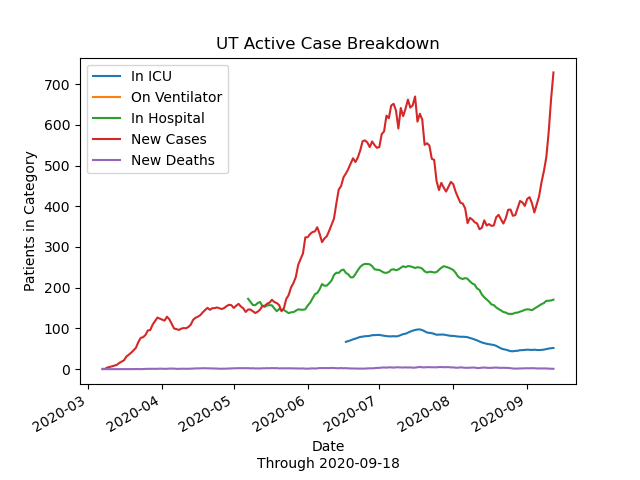 UT Active Case Breakdown
In ICU
On Ventilator
In Hospital
New Cases
New Deaths
Patients in Category
700
600
500
400
300
200
100
0
2020-03
2020-04
2020-05
2020-06
2020-07
2020-08
2020-09
Date
Through 2020-09-18